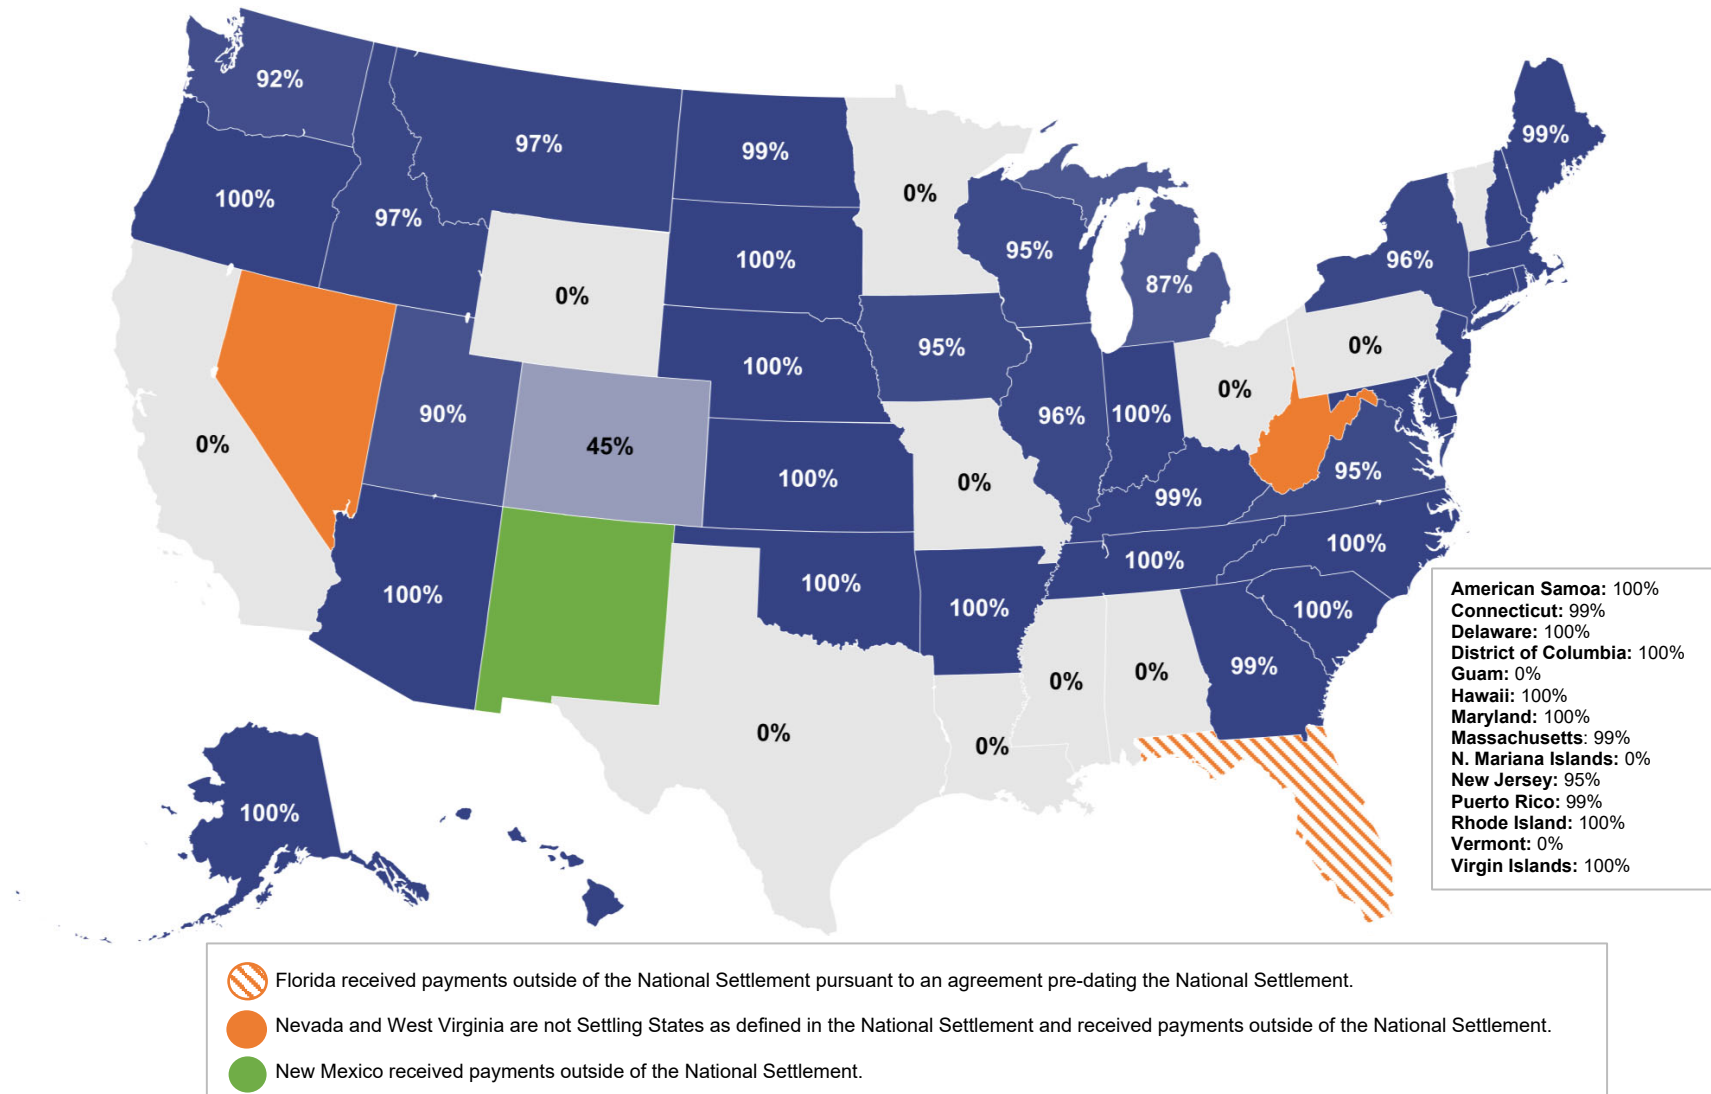 92%
97%
99%
0%
99%
100%
97%
100%
95%
96%
87%
0%
100%
95%
0%
0%
90%
45%
100%
0%
96%
100%
0%
95%
100%
99%
100%
100%
0%
100%
100%
100%
100%
99%
0%
0%
0%
0%
100%
American Samoa: 100%
Connecticut: 99%
Delaware: 100%
District of Columbia: 100%
Guam: 0%
Hawaii: 100%
Maryland: 100%
Massachusetts: 99%
N. Mariana Islands: 0%
New Jersey: 95%
Puerto Rico: 99%
Rhode Island: 100%
Vermont: 0%
Virgin Islands: 100%
Florida received payments outside of the National Settlement pursuant to an agreement pre-dating the National Settlement.
Nevada and West Virginia are not Settling States as defined in the National Settlement and received payments outside of the National Settlement.
New Mexico received payments outside of the National Settlement.